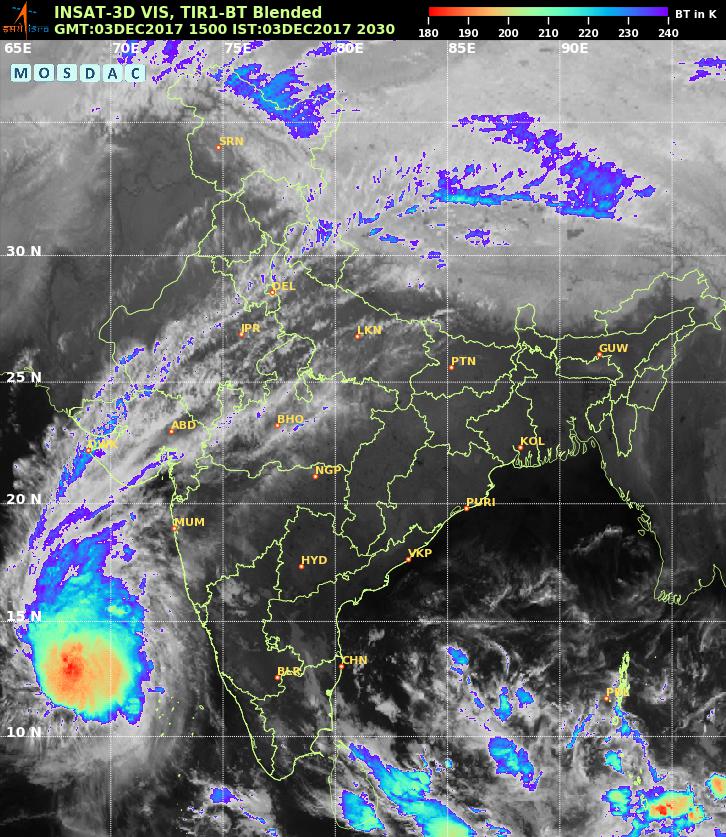 INSAT-3D VIS, TIR1-BT Blended
GMT:03DEC2017 1500 IST:03DEC2017 2030
BT in K
180 190 200 210 220 230 240
65E 70E 75E 80E 85E 90E
M O S D A C
SRN
30 N
DEL
JPR
LKN
GUW
PTN
25 N
ABD
BHO
DWK
KOL
NGP
20 N
PURI
MUM
VKP
HYD
15 N
CHN
BLR
10 N